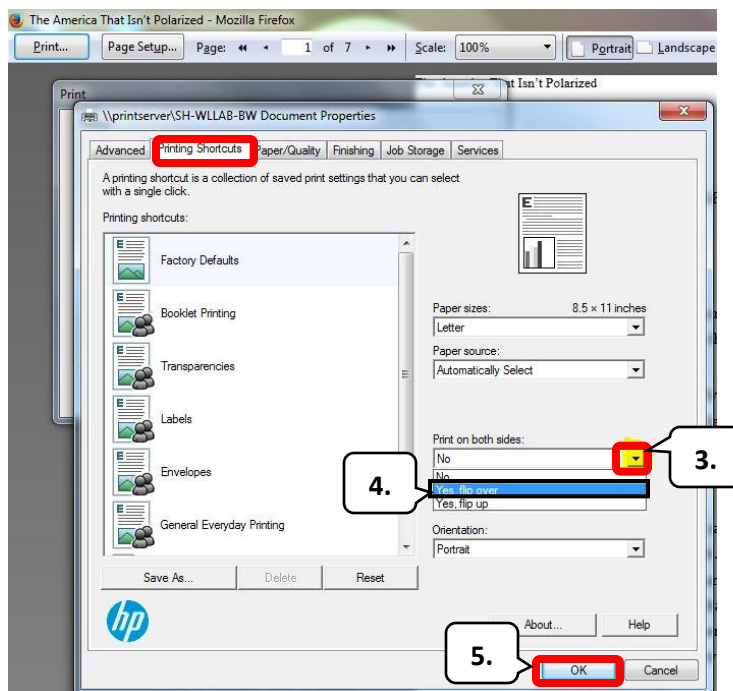 The America That Isn't Polarized - Mozilla Firefox
Print... Page Setup... Page: 1 of 7 Scale: 100% Portrait Landscape
at Isn't Polarized
Print
\\printserver\SH-WLLAB-BW Document Properties
Advanced Printing Shortcuts Paper/Quality Finishing Job Storage Services
A printing shortcut is a collection of saved print settings that you can select
with a single click.
Printing shortcuts:
E
Factory Defaults
E
Booklet Printing
E
Transparencies
E
Labels
E
Envelopes
E
General Everyday Printing
Save As... Delete Reset
E
Paper sizes: 8.5 × 11 inches
Letter
Paper source:
Automatically Select
Print on both sides:
No
3.
No
4.
Yes, flip over
Yes, flip up
Orientation:
Portrait
hp
About... Help
5.
OK Cancel